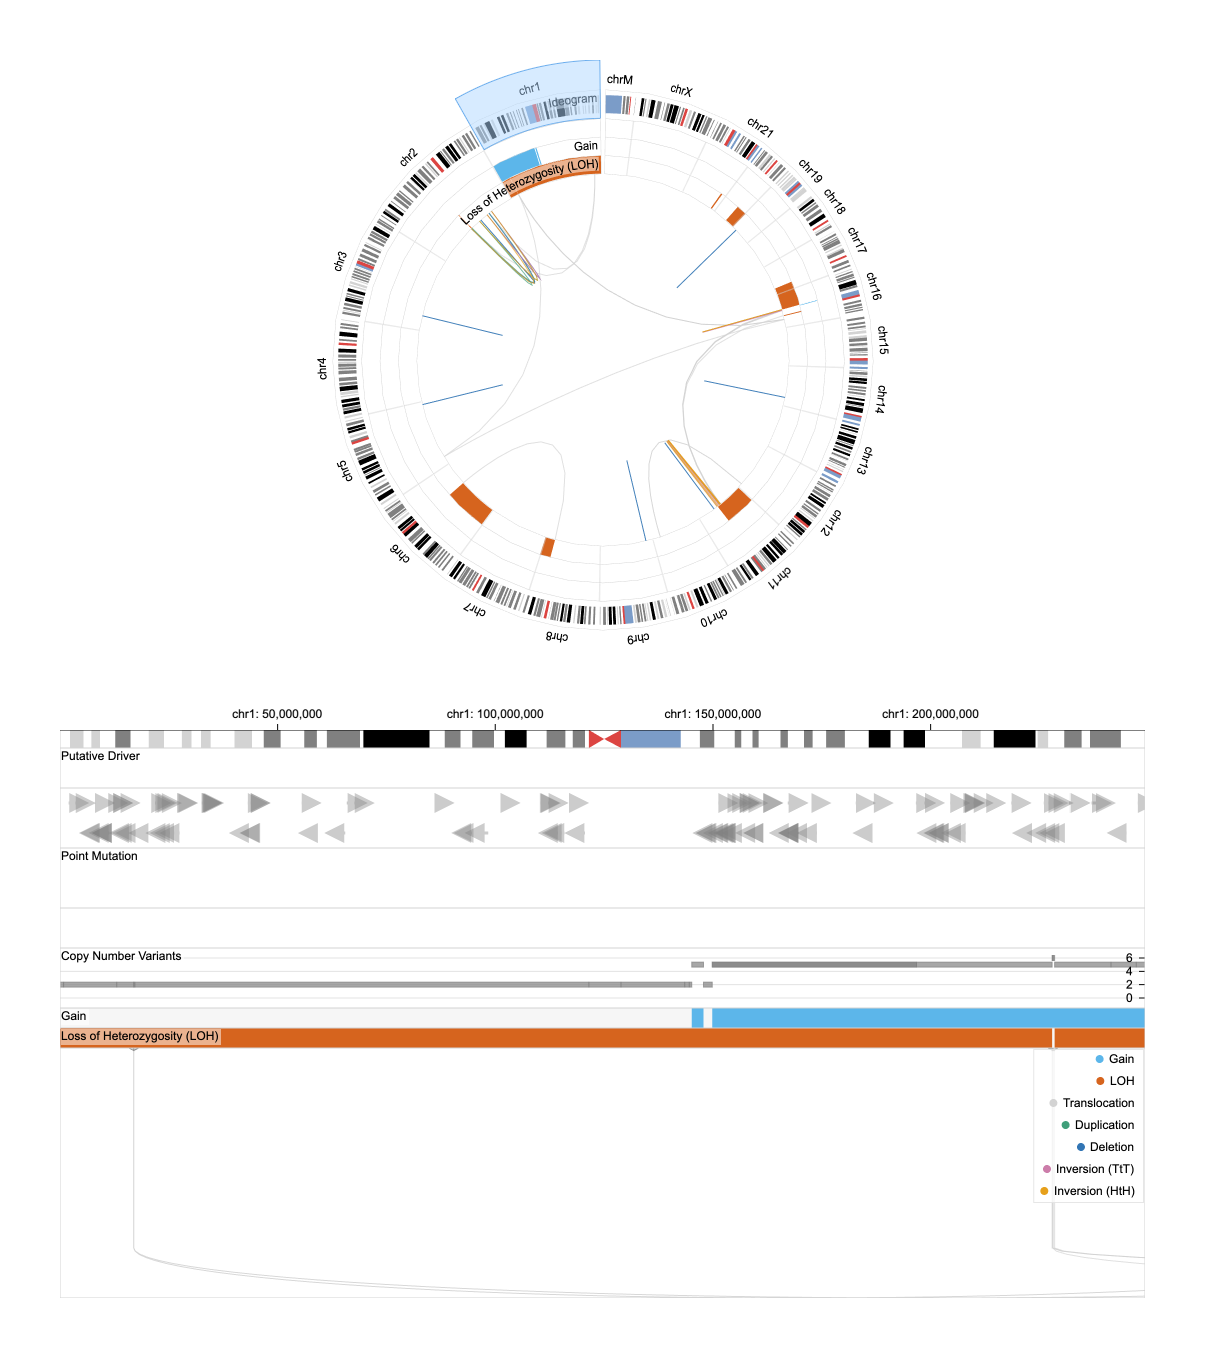 chrM
chrX
chr1
Ideogram
chr21
Gain
chr2
Loss of Heterozygosity (LOH)
chr19
chr18
chr17
chr3
chr16
chr15
chr4
chr14
chr5
chr13
chr12
chr6
chr11
chr7
chr10
chr8
chr9
chr1: 50,000,000
chr1: 100,000,000
chr1: 150,000,000
chr1: 200,000,000
Putative Driver
Point Mutation
Copy Number Variants
6
4
2
0
Gain
Loss of Heterozygosity (LOH)
Gain
LOH
Translocation
Duplication
Deletion
Inversion (TtT)
Inversion (HtH)